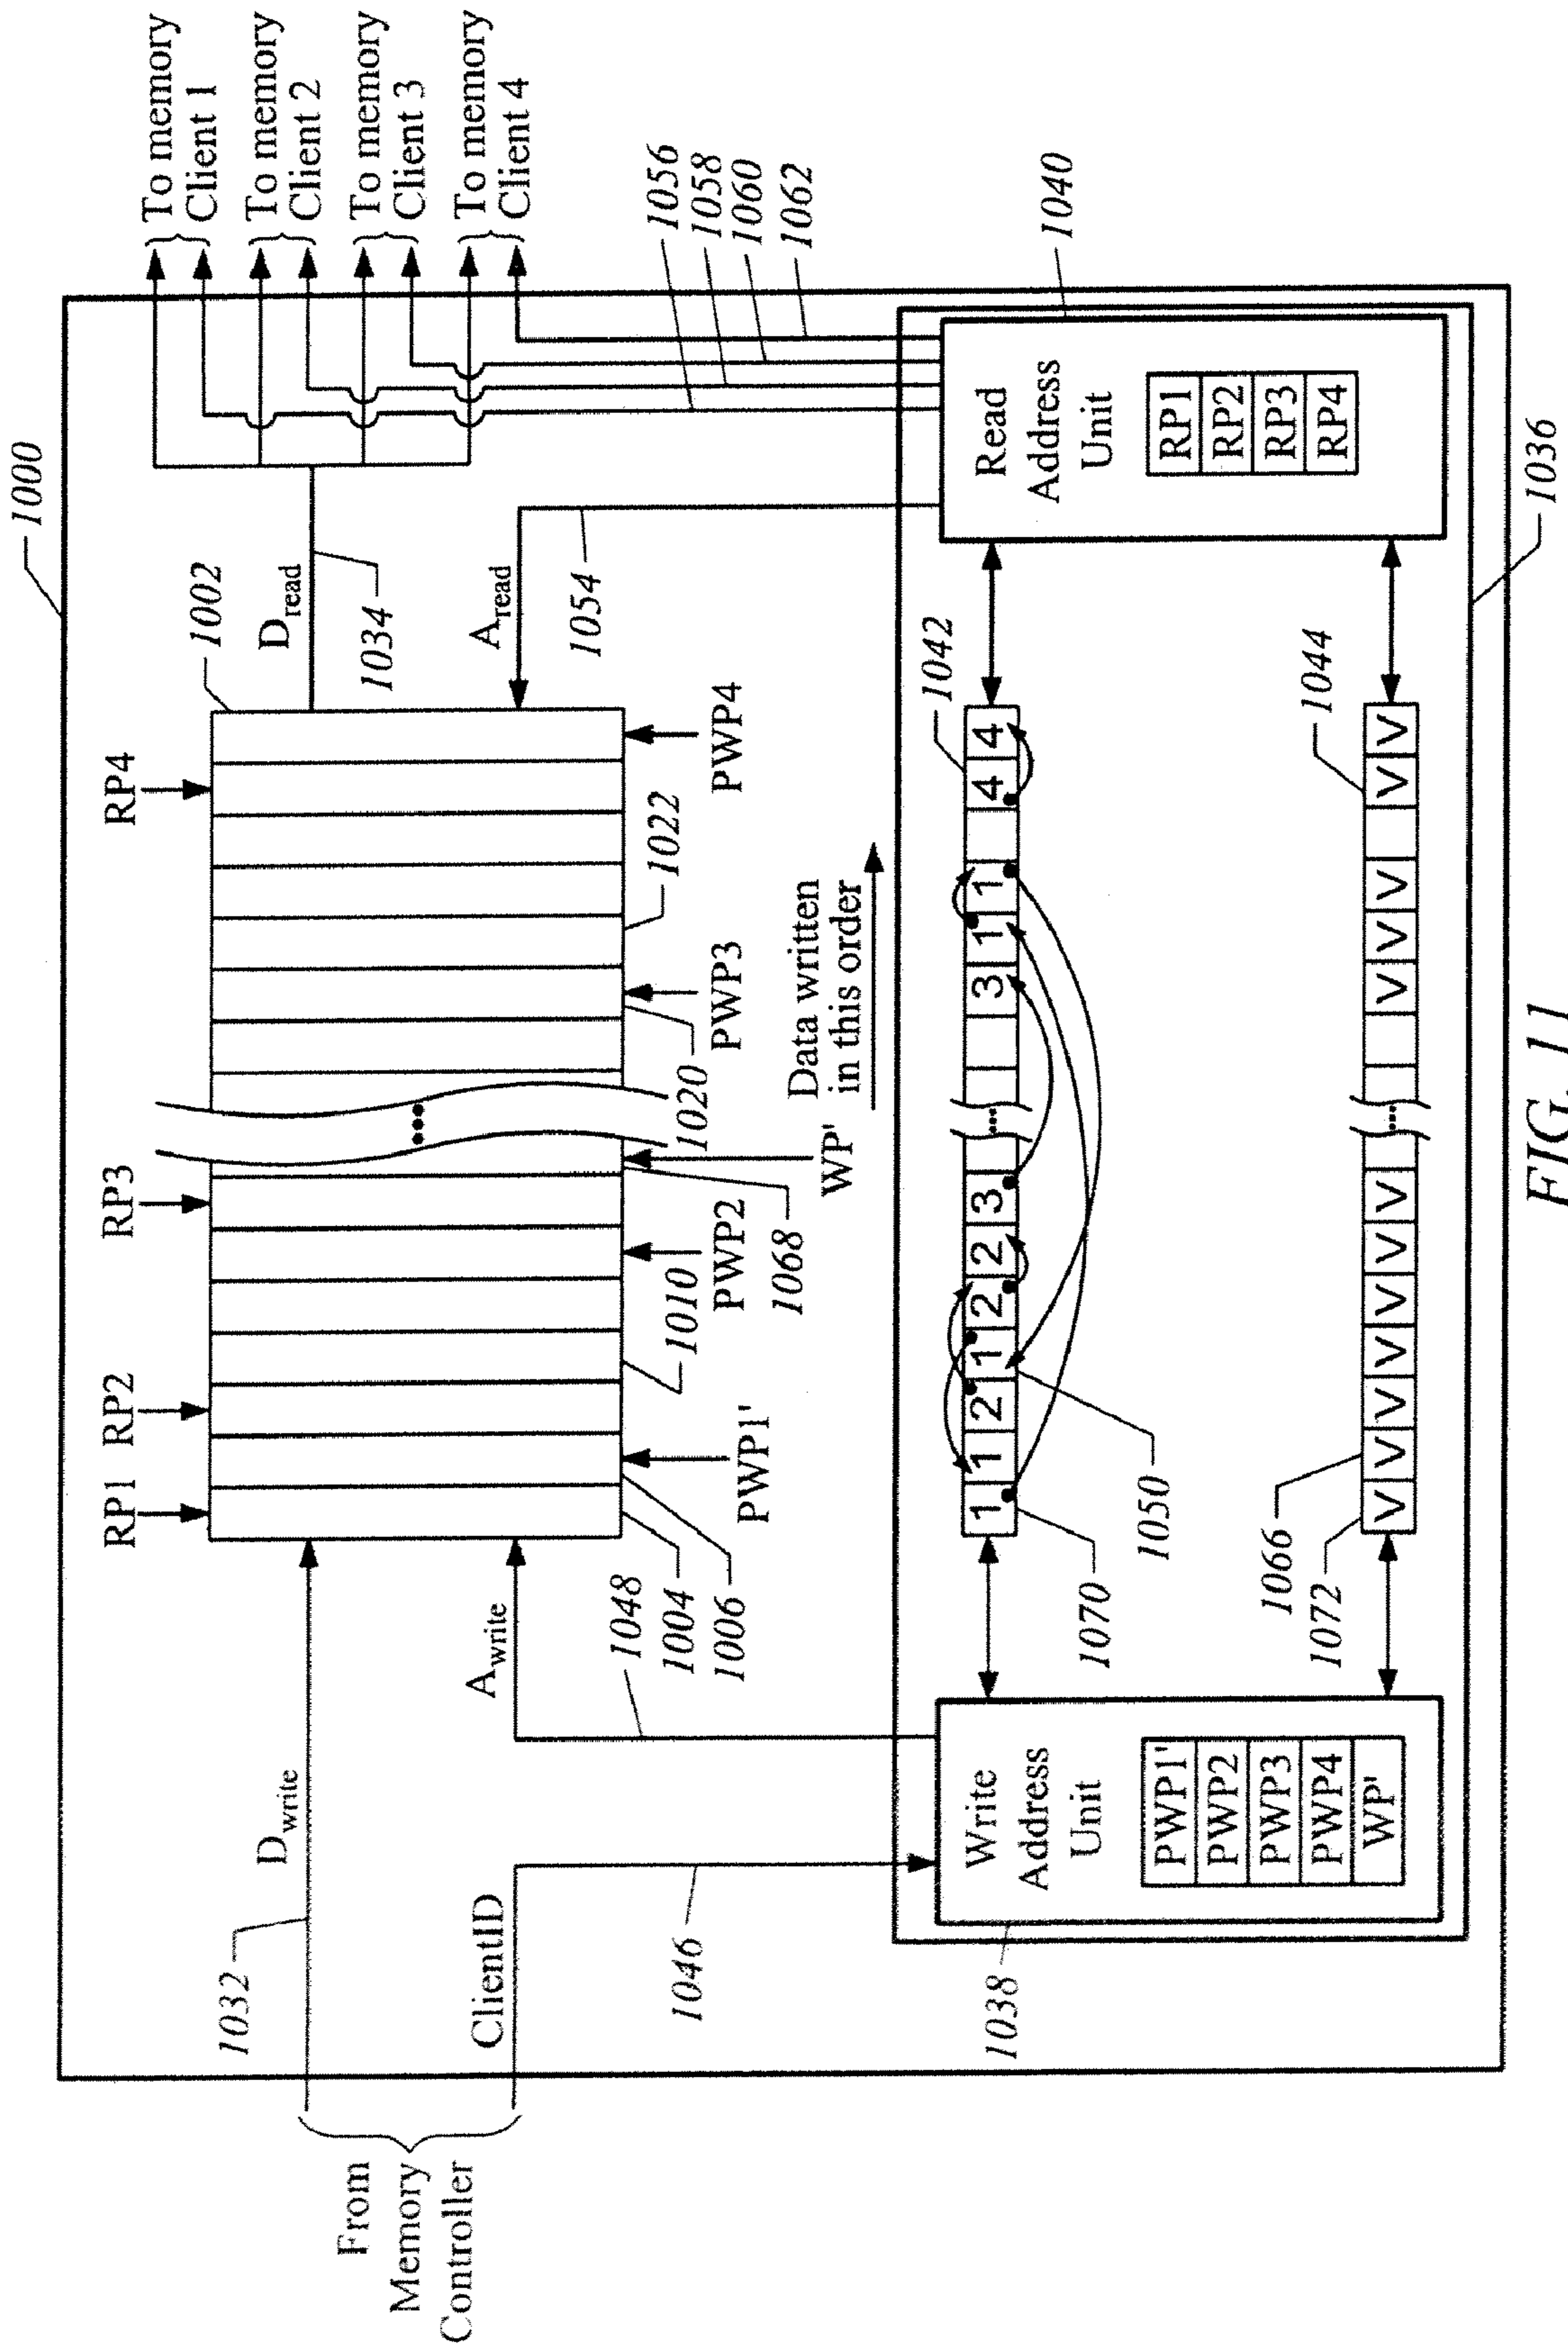 1000
RP1
RP2
RP3
RP4
1002
To memory
Client 1
To memory
Client 2
To memory
Client 3
To memory
Client 4
1032
Dwrite
Dread
1034
From
Memory
Controller
ClientID
Awrite
Aread
1054
1046
1048
1004
1006
PWP1'
1010
PWP2
1068
WP'
1020
PWP3
1022
PWP4
Data written
in this order
1056
1058
1060
1062
1040
1038
Write
Address
Unit
PWP1'
PWP2
PWP3
PWP4
WP'
1042
1 1 2 1 2 2 3 ... 3 1 1 4 4
1070
1050
1044
1066
1072
V V V V V V V ... V V V V V
Read
Address
Unit
RP1
RP2
RP3
RP4
1036
FIG. 11